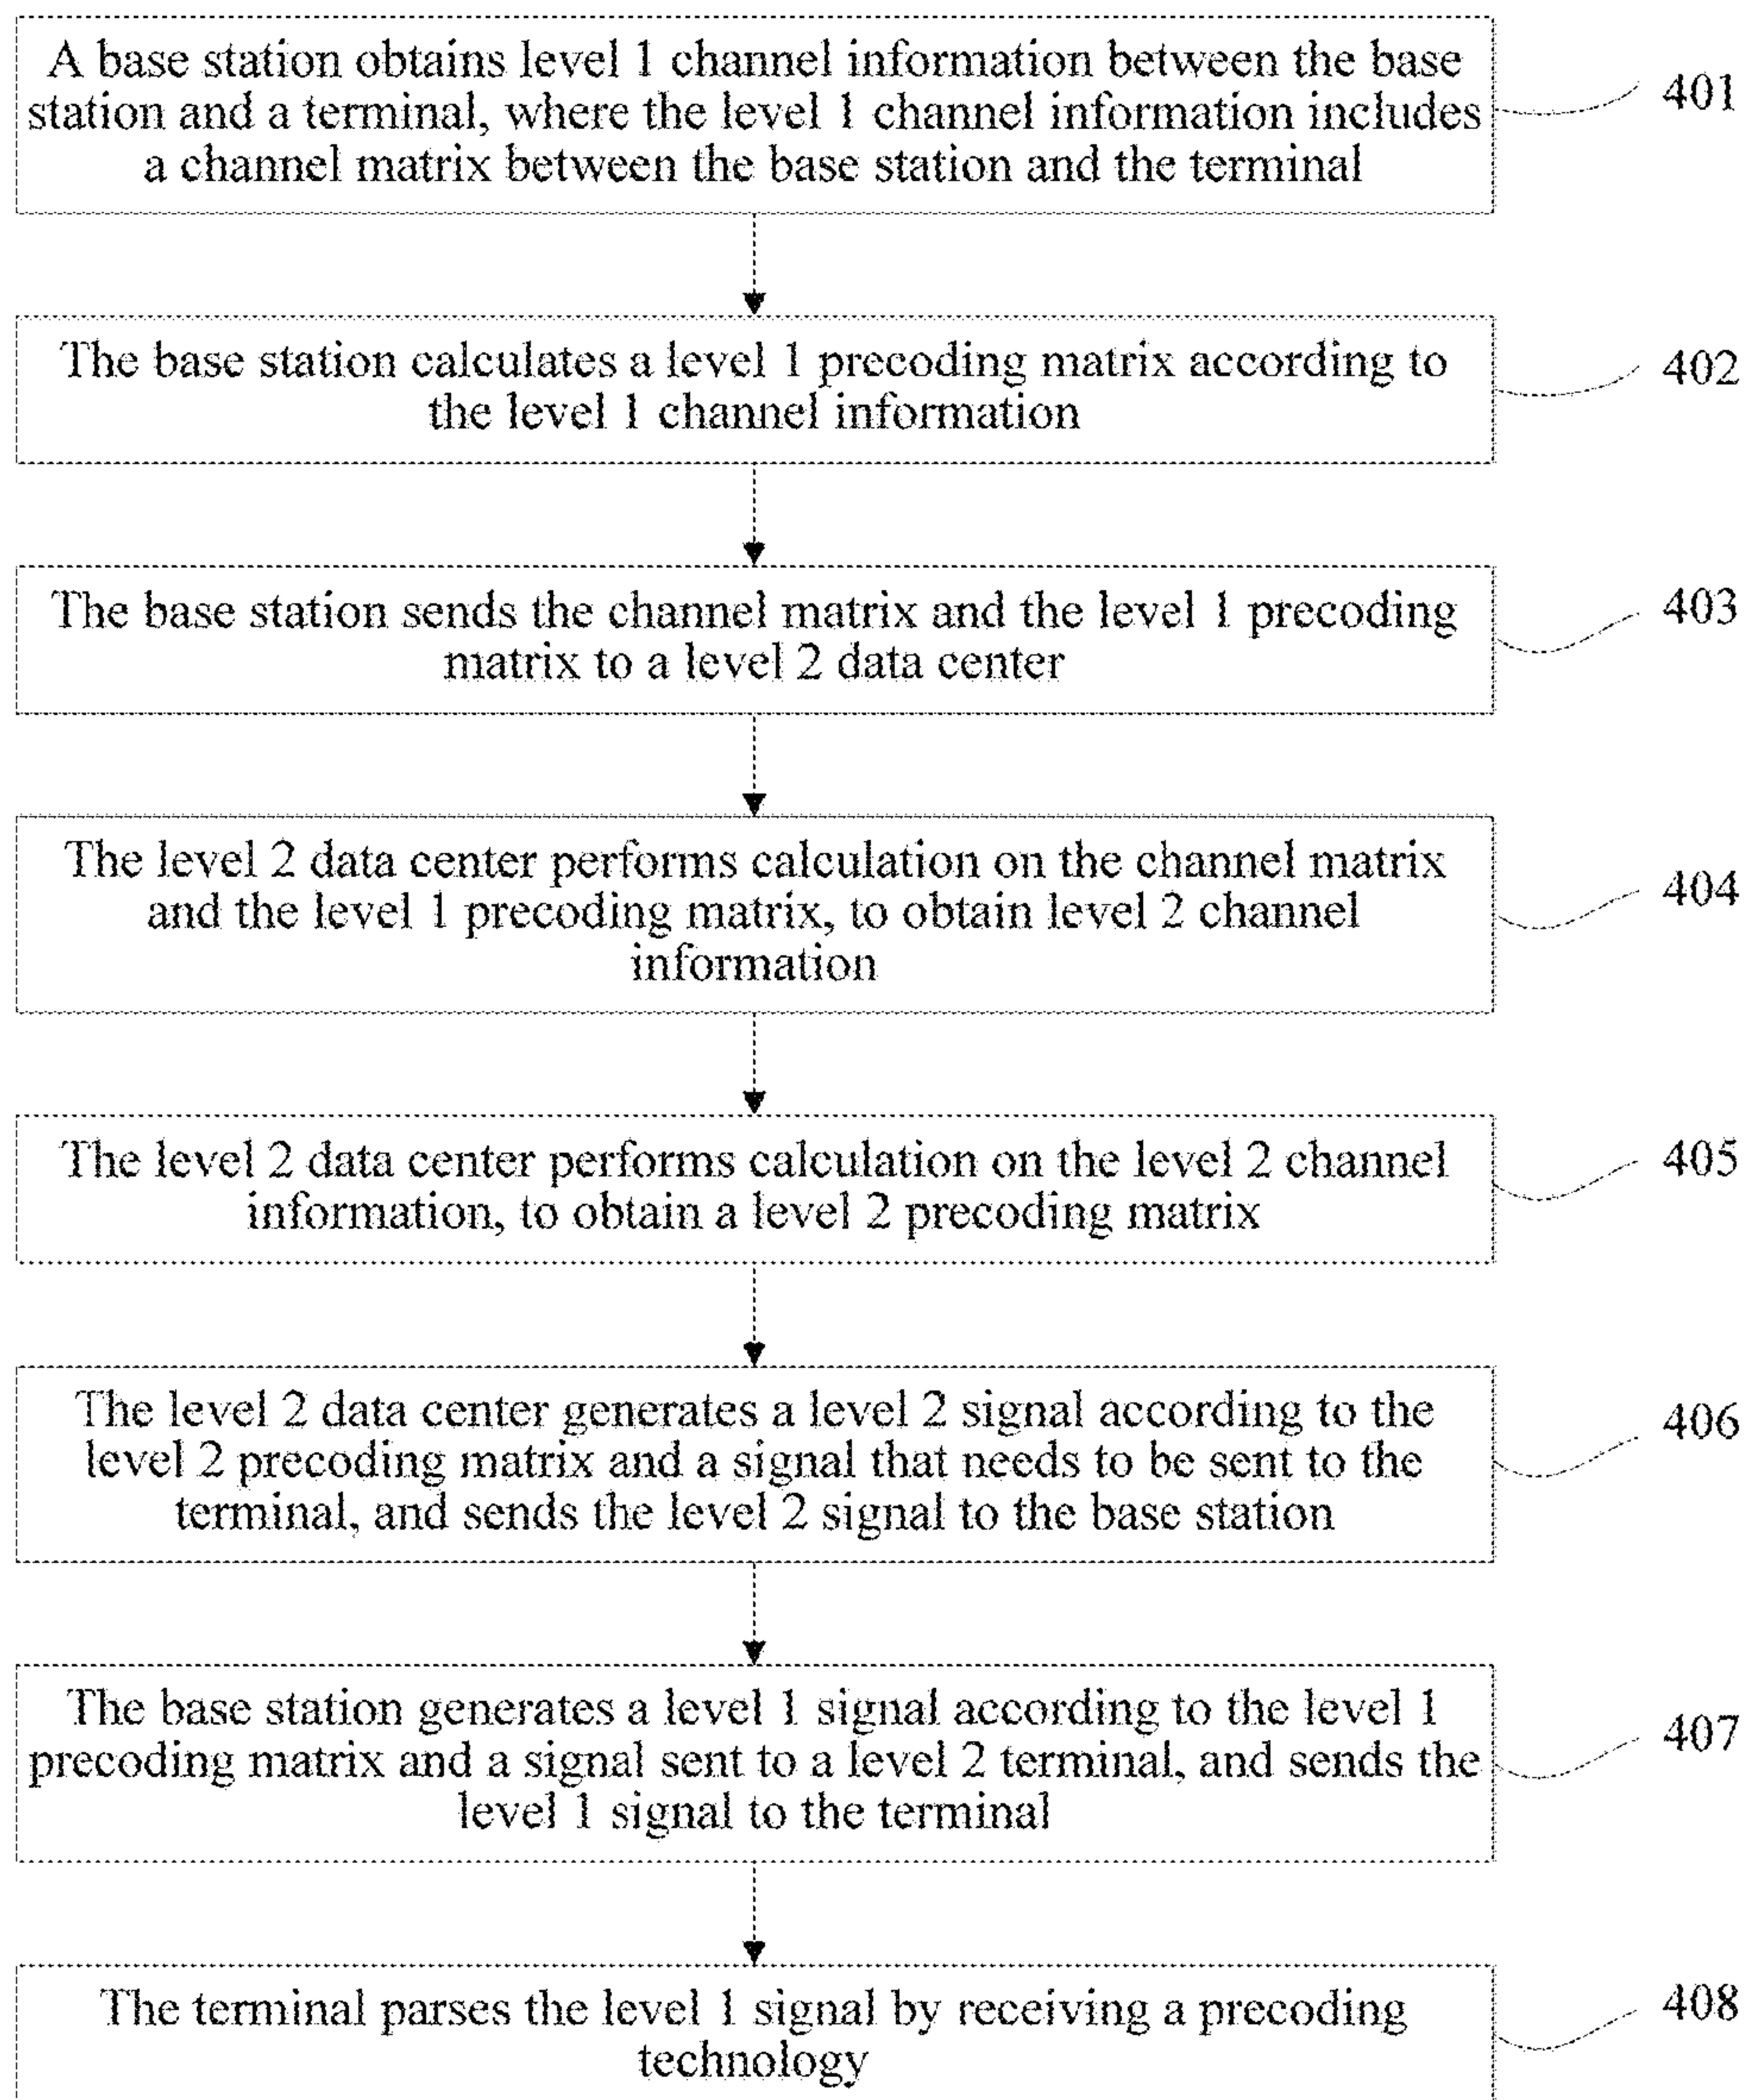 A base station obtains level 1 channel information between the base
station and a terminal, where the level 1 channel information includes
a channel matrix between the base station and the terminal
401
The base station calculates a level 1 precoding matrix according to
the level 1 channel information
402
The base station sends the channel matrix and the level 1 precoding
matrix to a level 2 data center
403
The level 2 data center performs calculation on the channel matrix
and the level 1 precoding matrix, to obtain level 2 channel
information
404
The level 2 data center performs calculation on the level 2 channel
information, to obtain a level 2 precoding matrix
405
The level 2 data center generates a level 2 signal according to the
level 2 precoding matrix and a signal that needs to be sent to the
terminal, and sends the level 2 signal to the base station
406
The base station generates a level 1 signal according to the level 1
precoding matrix and a signal sent to a level 2 terminal, and sends the
level 1 signal to the terminal
407
The terminal parses the level 1 signal by receiving a precoding
technology
408